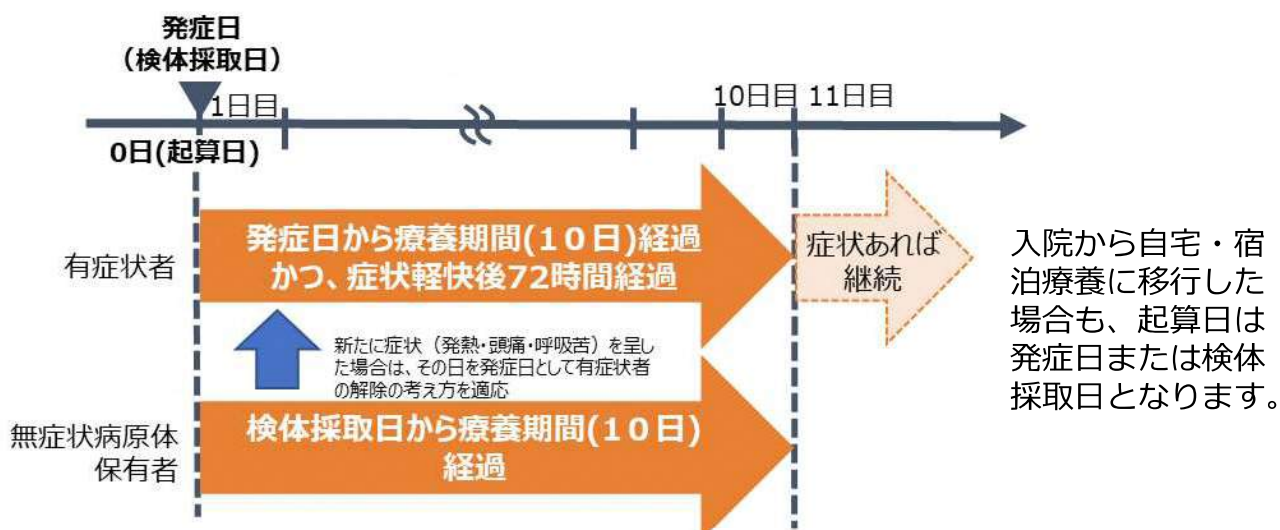 発症日
（検体採取日）
1日目
10日目 11日目
0日(起算日)
有症状者
発症日から療養期間(１０日)経過
かつ、症状軽快後72時間経過
症状あれば
継続
入院から自宅・宿
泊療養に移行した
場合も、起算日は
発症日または検体
採取日となります。
新たに症状（発熱・頭痛・呼吸苦）を呈し
た場合は、その日を発症日として有症状者
の解除の考え方を適応
無症状病原体
保有者
検体採取日から療養期間(１０日)
経過